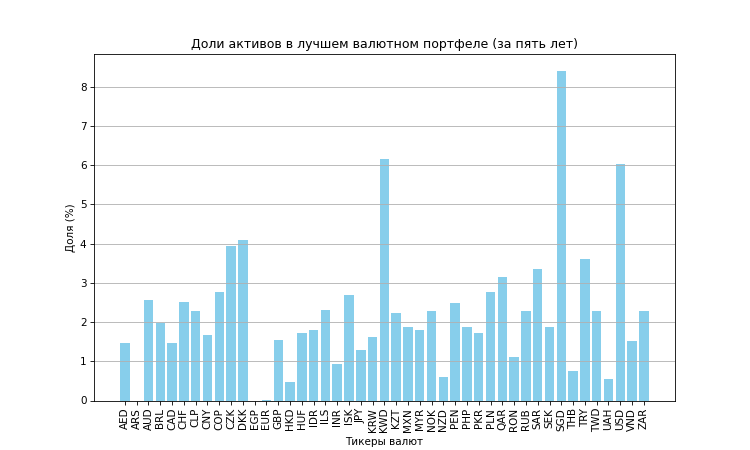 Доли активов в лучшем валютном портфеле (за пять лет)
Доля (%)
8
7
6
5
4
3
2
1
0
AED
ARS
AUD
BRL
CAD
CHF
CLP
CNY
COP
CZK
DKK
EGP
EUR
GBP
HKD
HUF
IDR
ILS
INR
ISK
JPY
KRW
KWD
KZT
MXN
MYR
NOK
NZD
PEN
PHP
PKR
PLN
QAR
RON
RUB
SAR
SEK
SGD
THB
TRY
TWD
UAH
USD
VND
ZAR
Тикеры валют